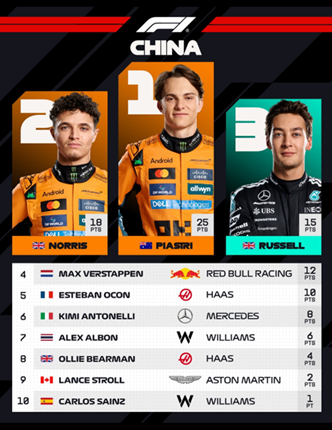 F1
CHINA
2
1
3
18
PTS
25
PTS
15
PTS
NORRIS
PIASTRI
RUSSELL
4 MAX VERSTAPPEN RED BULL RACING 12 PTS
5 ESTEBAN OCON HAAS 10 PTS
6 KIMI ANTONELLI MERCEDES 8 PTS
7 ALEX ALBON WILLIAMS 6 PTS
8 OLLIE BEARMAN HAAS 4 PTS
9 LANCE STROLL ASTON MARTIN 2 PTS
10 CARLOS SAINZ WILLIAMS 1 PT